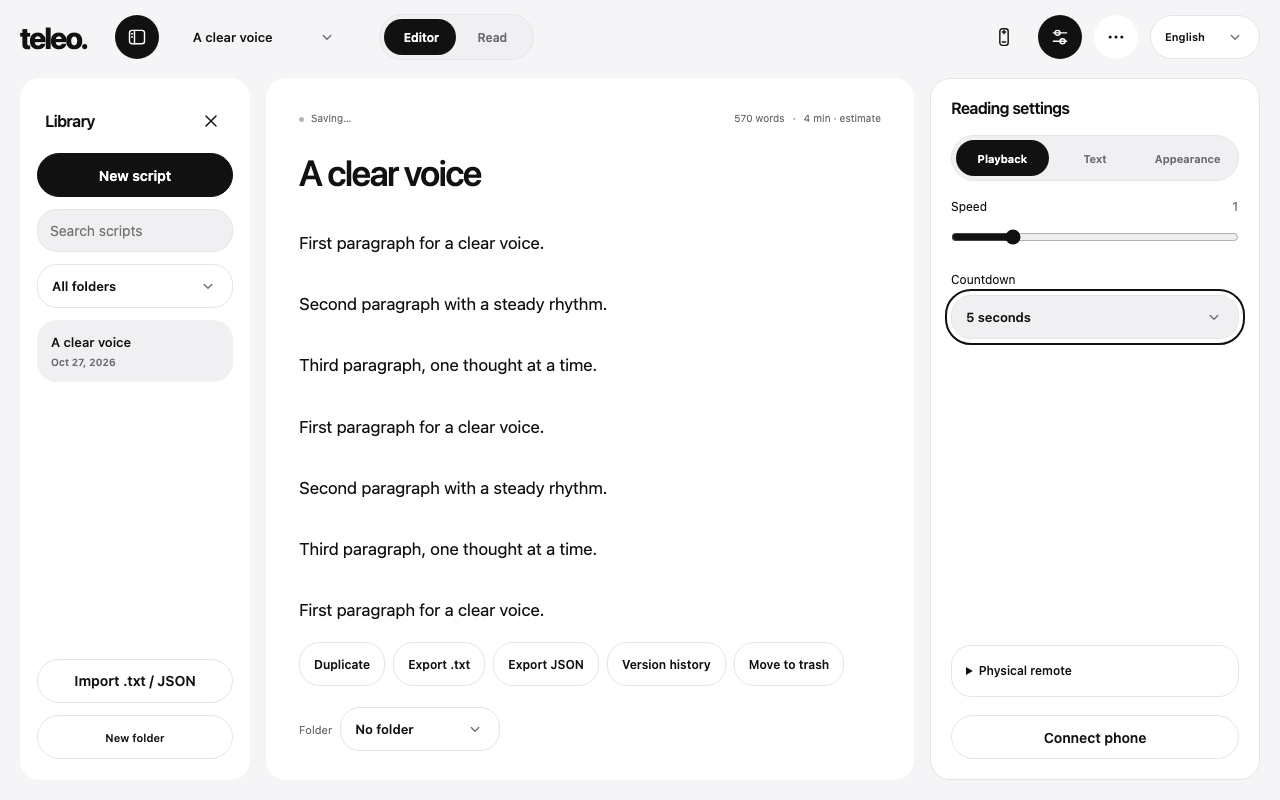 teleo.
A clear voice
Editor
Read
English
Library
New script
Search scripts
All folders
A clear voice
Oct 27, 2026
Import .txt / JSON
New folder
Saving...
570 words · 4 min · estimate
A clear voice
First paragraph for a clear voice.
Second paragraph with a steady rhythm.
Third paragraph, one thought at a time.
First paragraph for a clear voice.
Second paragraph with a steady rhythm.
Third paragraph, one thought at a time.
First paragraph for a clear voice.
Duplicate
Export .txt
Export JSON
Version history
Move to trash
Folder
No folder
Reading settings
Playback
Text
Appearance
Speed
1
Countdown
5 seconds
Physical remote
Connect phone